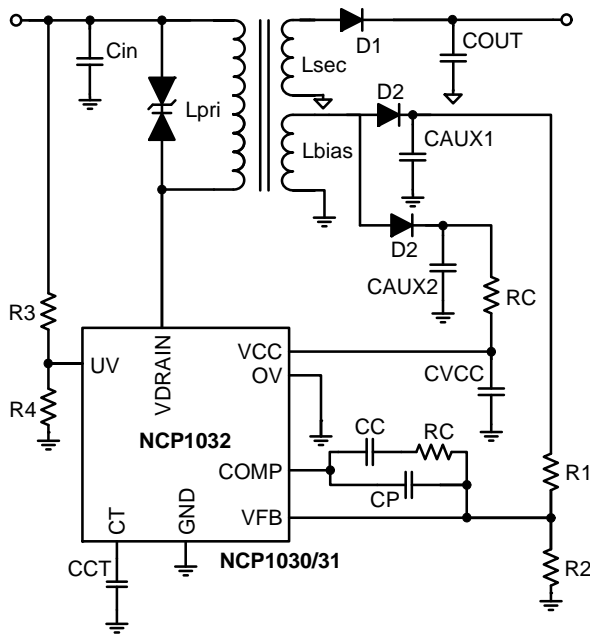 D1
Cin
COUT
Lsec
Lpri
D2
Lbias
CAUX1
D2
CAUX2
RC
R3
VCC
UV
OV
CVCC
VDRAIN
R4
NCP1032
CC
RC
COMP
R1
CP
CT
GND
VFB
NCP1030/31
CCT
R2